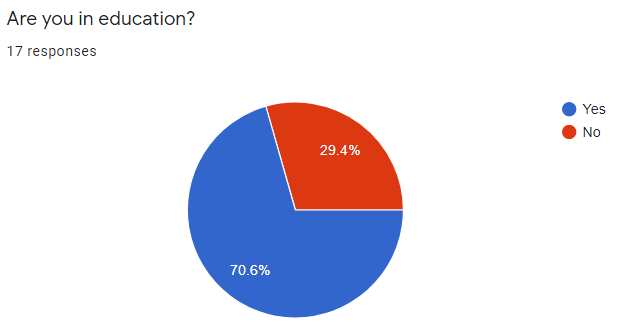 Are you in education?
17 responses
Yes
No
29.4%
70.6%